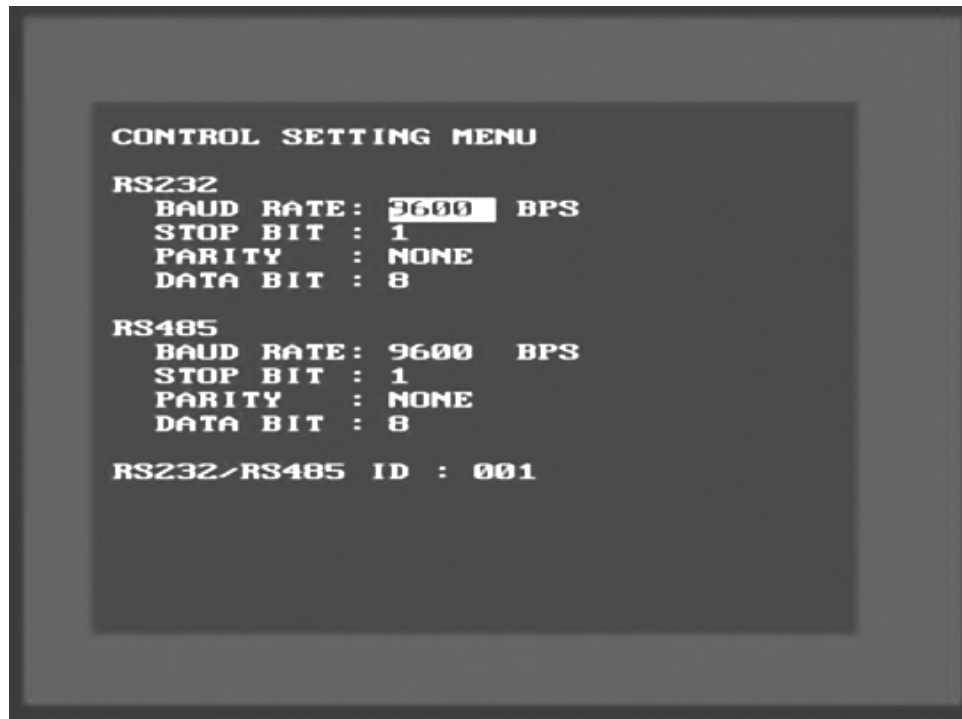 CONTROL SETTING MENU
RS232
BAUD RATE: 9600 BPS
STOP BIT : 1
PARITY : NONE
DATA BIT : 8
RS485
BAUD RATE: 9600 BPS
STOP BIT : 1
PARITY : NONE
DATA BIT : 8
RS232/RS485 ID : 001